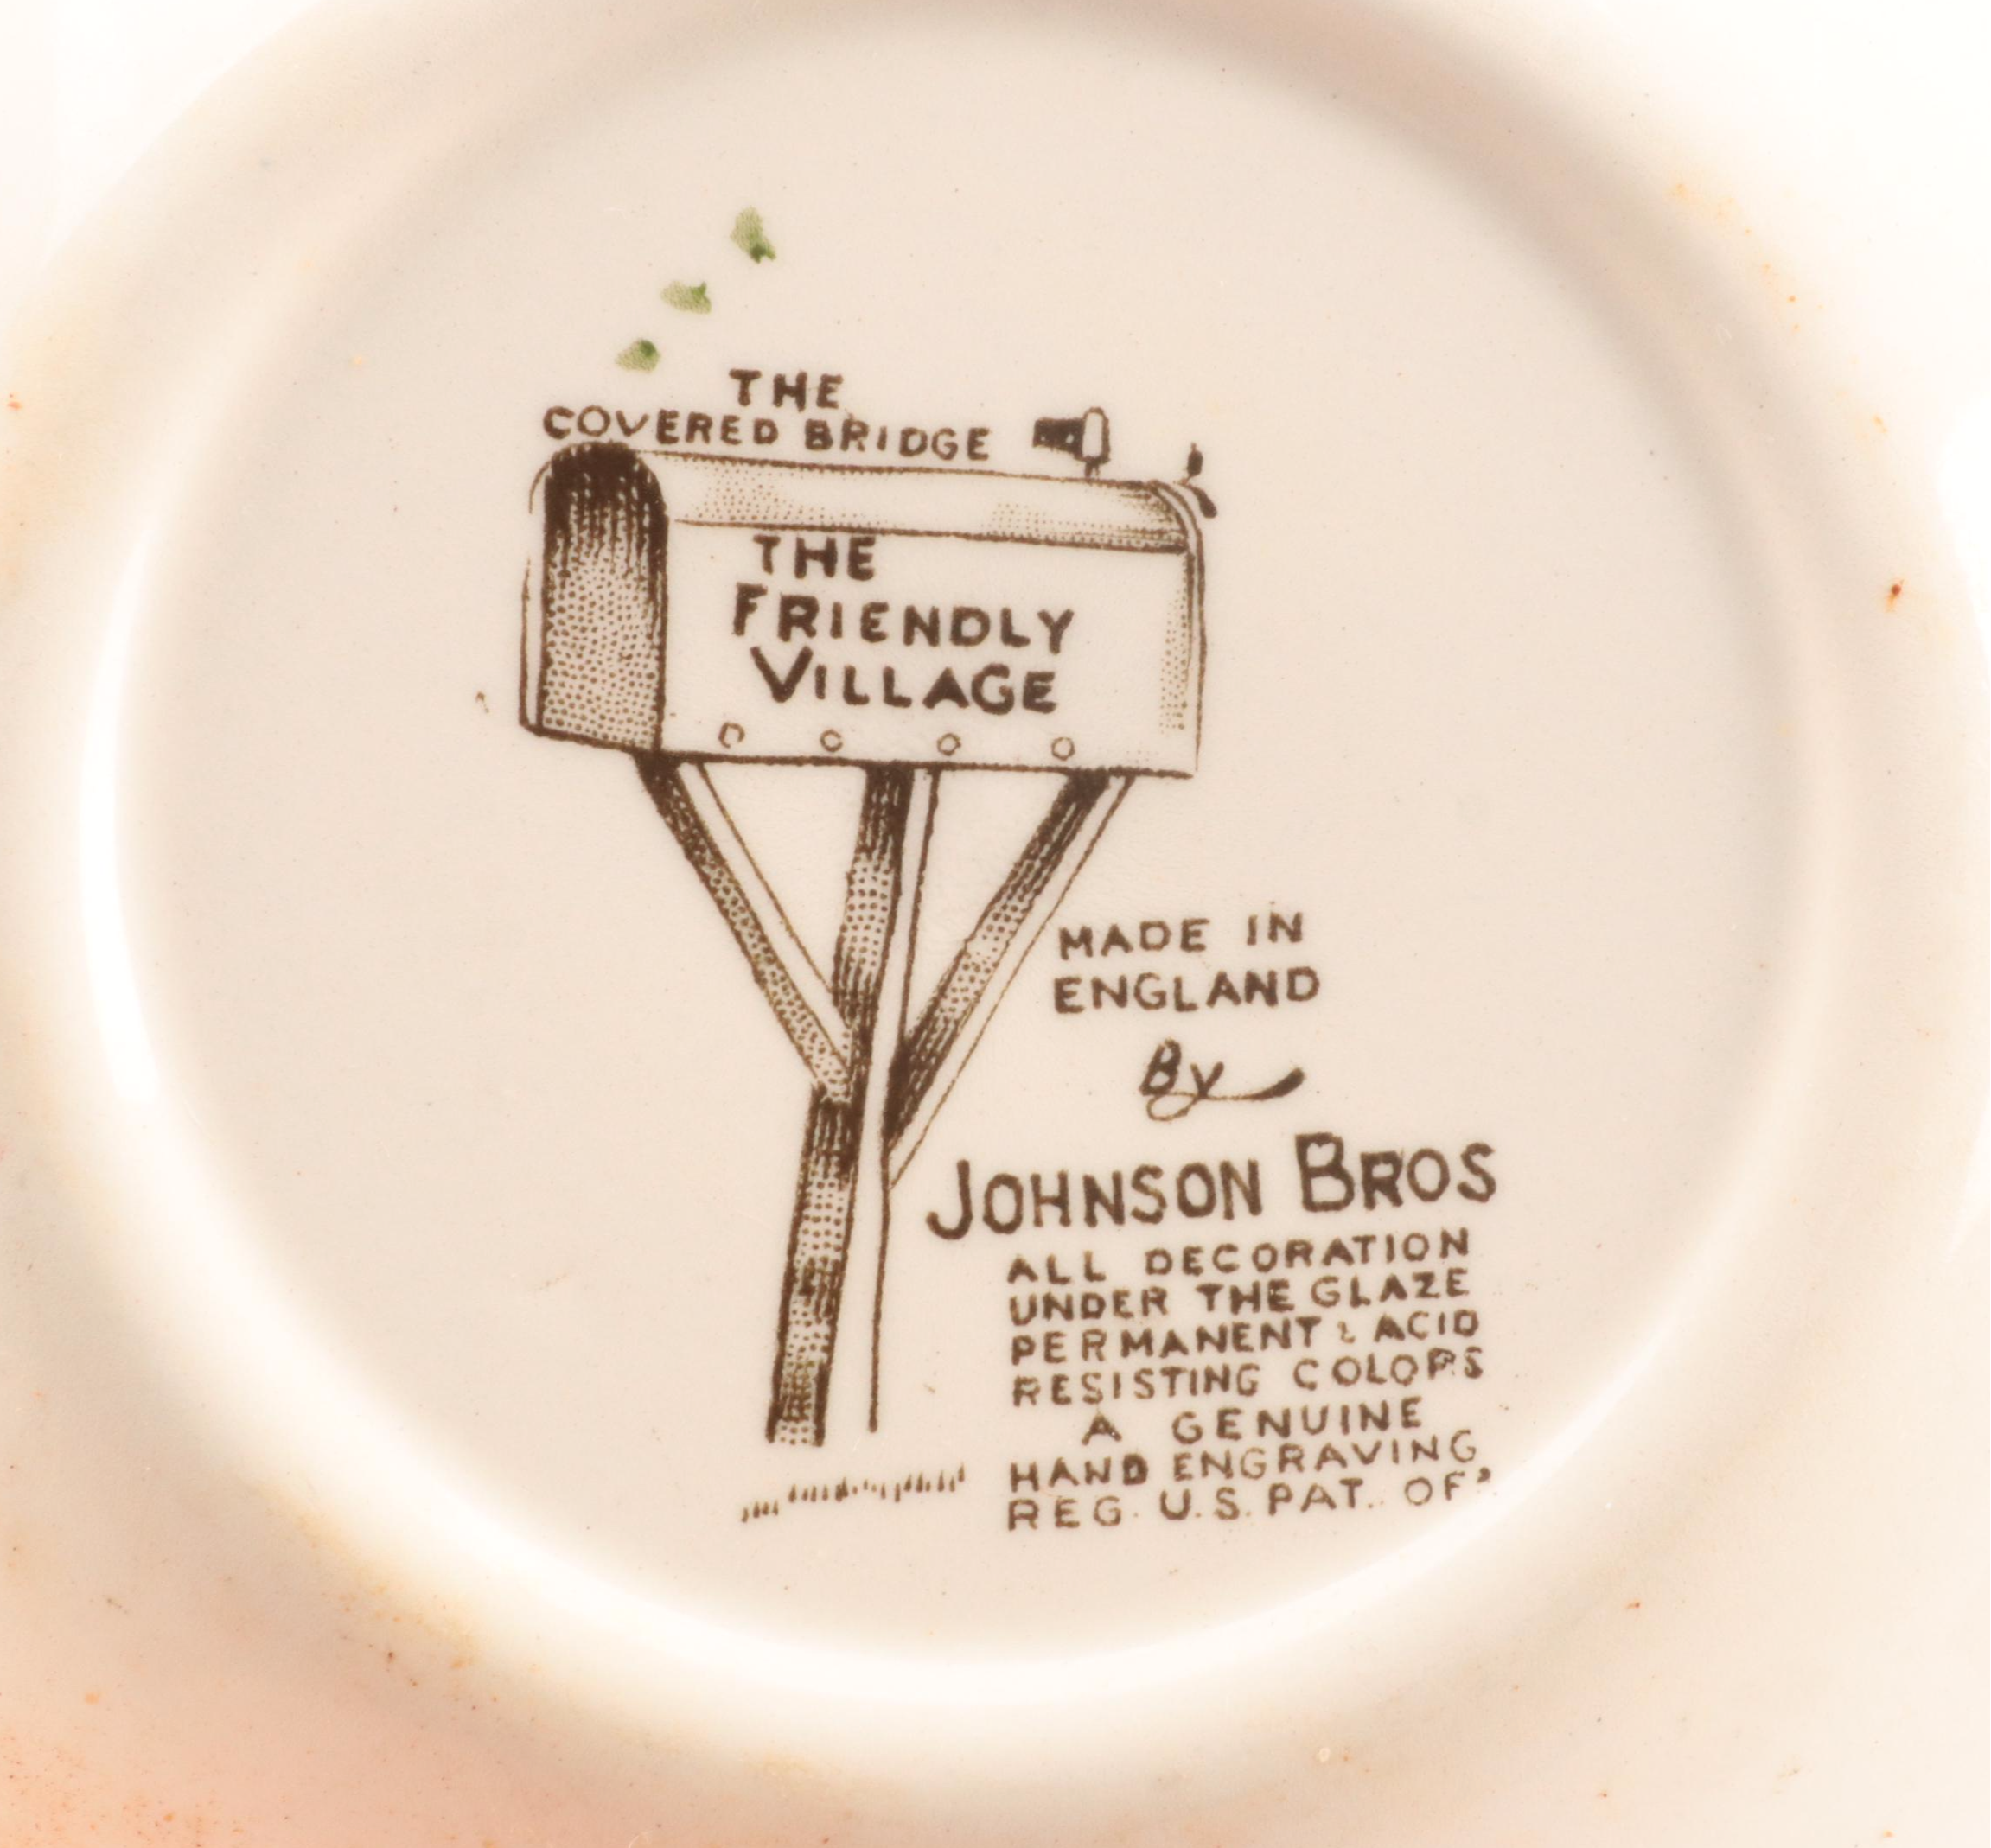 THE
COVERED BRIDGE
THE
FRIENDLY
VILLAGE
MADE IN
ENGLAND
By
JOHNSON BROS
ALL DECORATION
UNDER THE GLAZE
PERMANENT & ACID
RESISTING COLORS
A GENUINE
HAND ENGRAVING
REG. U.S. PAT. OF'